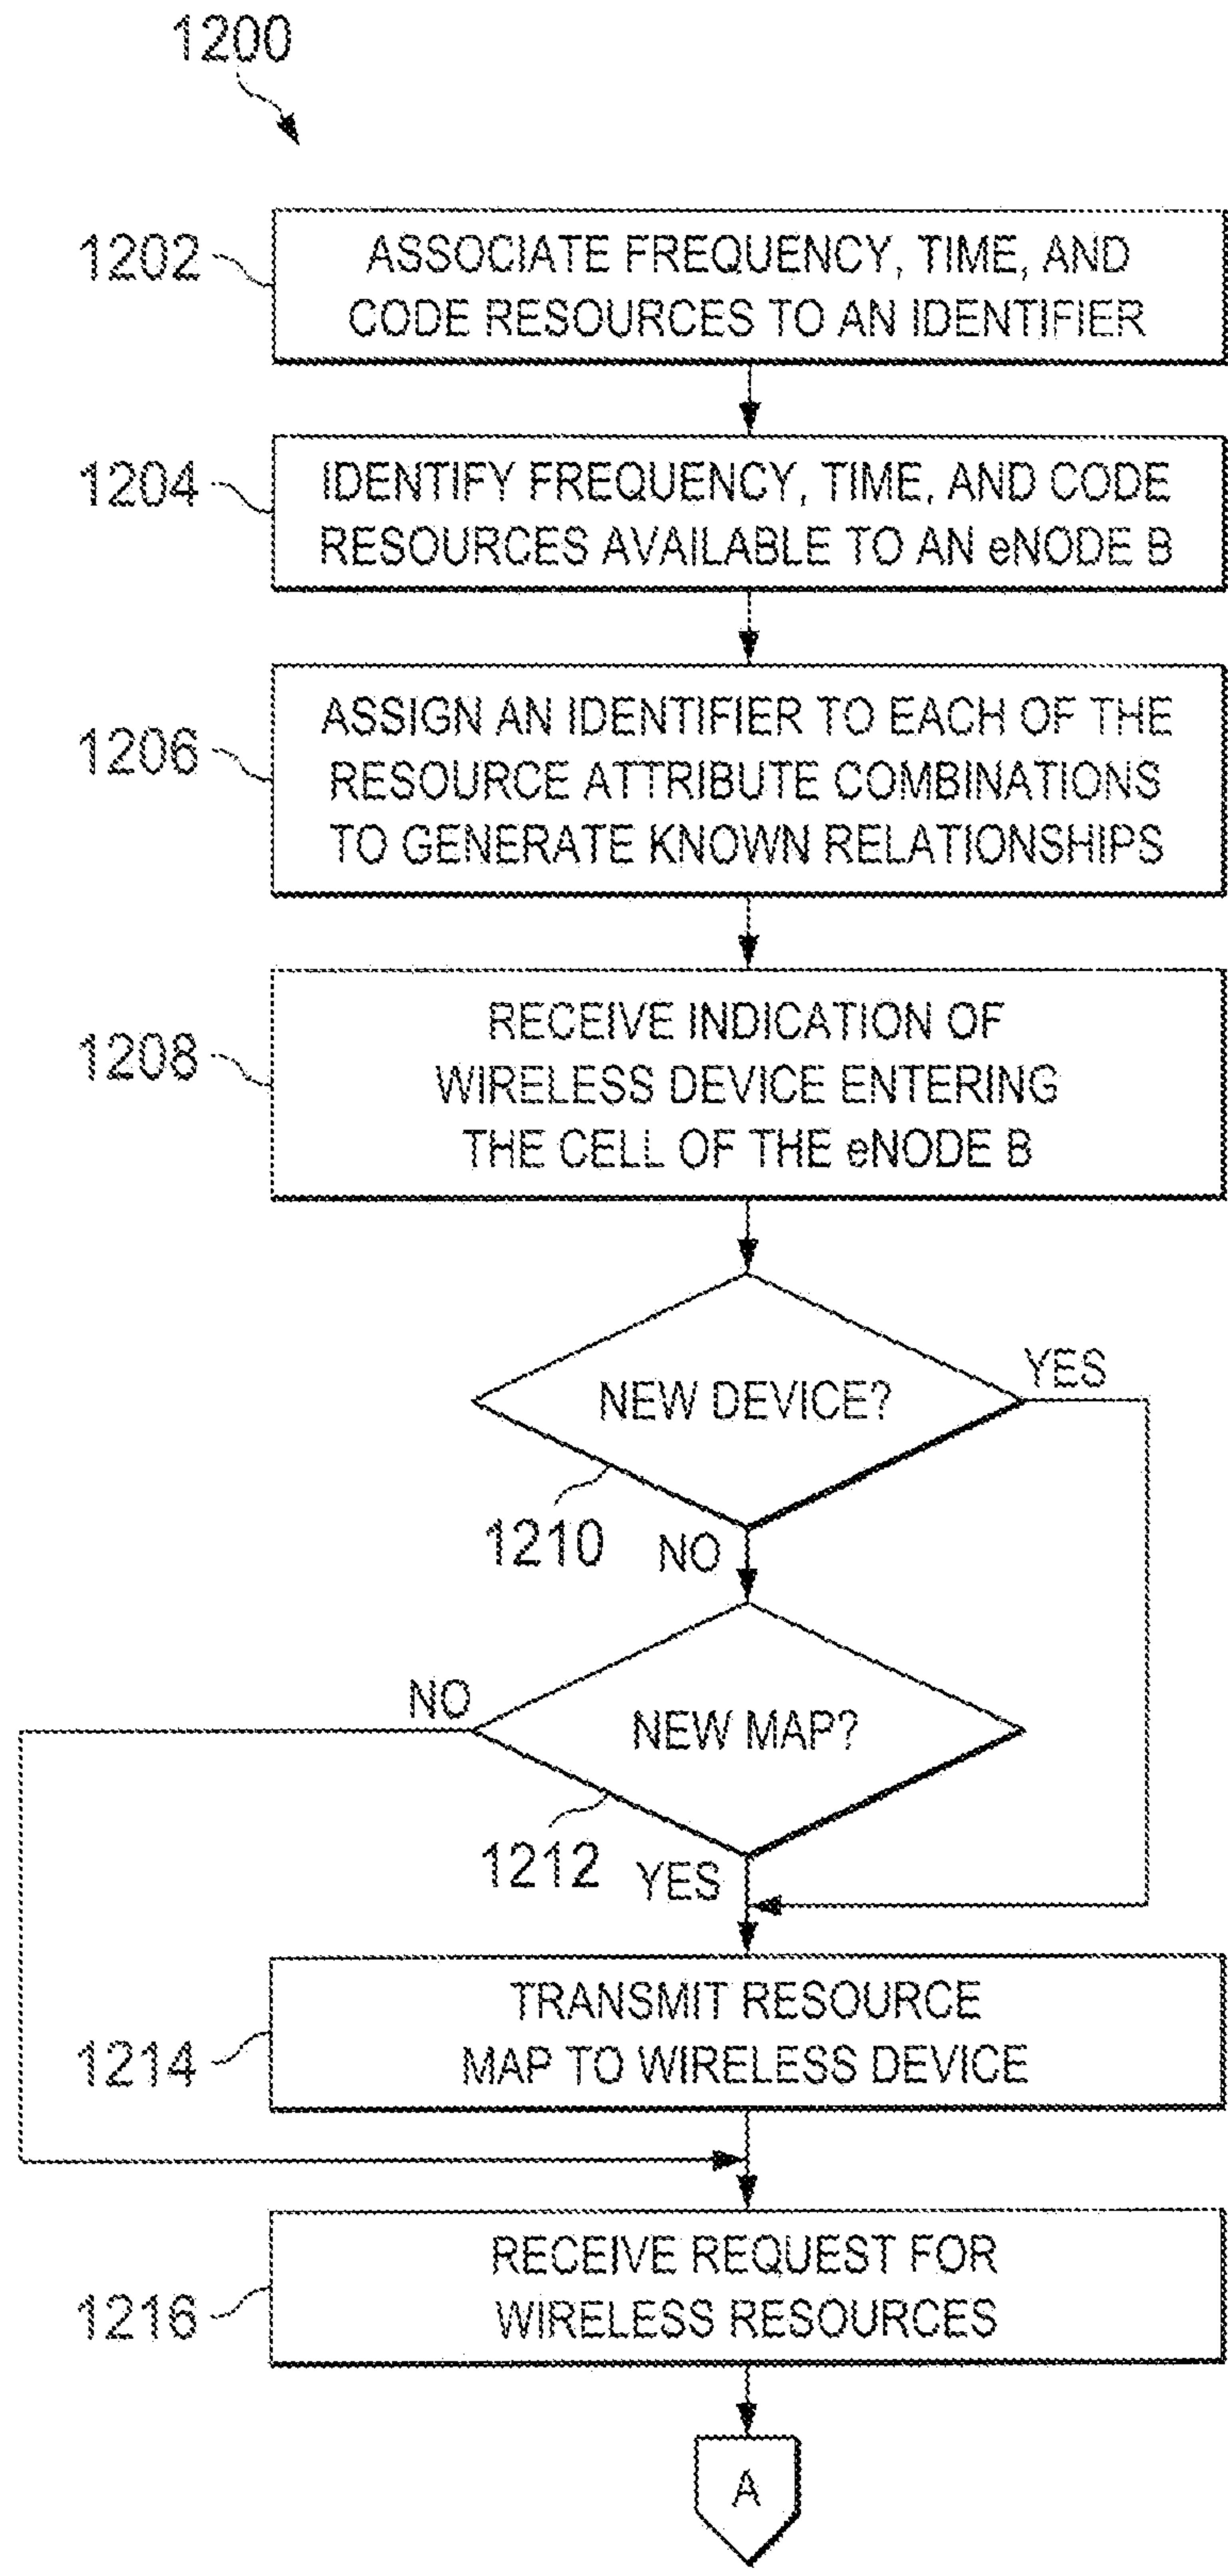 1200
1202
ASSOCIATE FREQUENCY, TIME, AND
CODE RESOURCES TO AN IDENTIFIER
1204
IDENTIFY FREQUENCY, TIME, AND CODE
RESOURCES AVAILABLE TO AN eNODE B
1206
ASSIGN AN IDENTIFIER TO EACH OF THE
RESOURCE ATTRIBUTE COMBINATIONS
TO GENERATE KNOWN RELATIONSHIPS
1208
RECEIVE INDICATION OF
WIRELESS DEVICE ENTERING
THE CELL OF THE eNODE B
NEW DEVICE?
YES
1210
NO
NO
NEW MAP?
1212
YES
1214
TRANSMIT RESOURCE
MAP TO WIRELESS DEVICE
1216
RECEIVE REQUEST FOR
WIRELESS RESOURCES
A